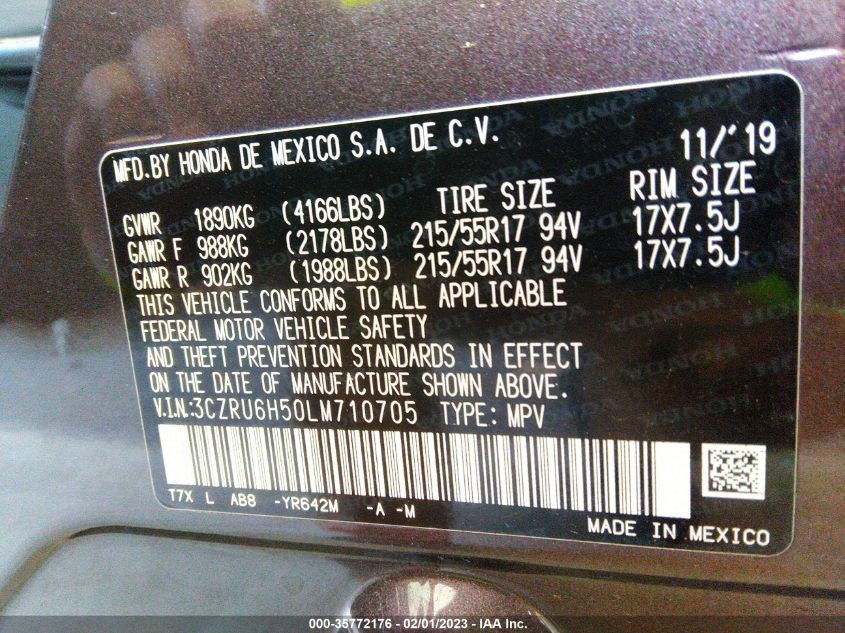 MFD.BY HONDA DE MEXICO S.A. DE C.V. 11/'19
TIRE SIZE RIM SIZE
GVWR 1890KG (4166LBS)
GAWR F 988KG (2178LBS) 215/55R17 94V 17X7.5J
GAWR R 902KG (1988LBS) 215/55R17 94V 17X7.5J
THIS VEHICLE CONFORMS TO ALL APPLICABLE
FEDERAL MOTOR VEHICLE SAFETY
AND THEFT PREVENTION STANDARDS IN EFFECT
ON THE DATE OF MANUFACTURE SHOWN ABOVE.
V.I.N.:3CZRU6H50LM710705 TYPE: MPV
T7X L AB8 -YR642M -A -M
MADE IN MEXICO
000-35772176 - 02/01/2023 - IAA Inc.